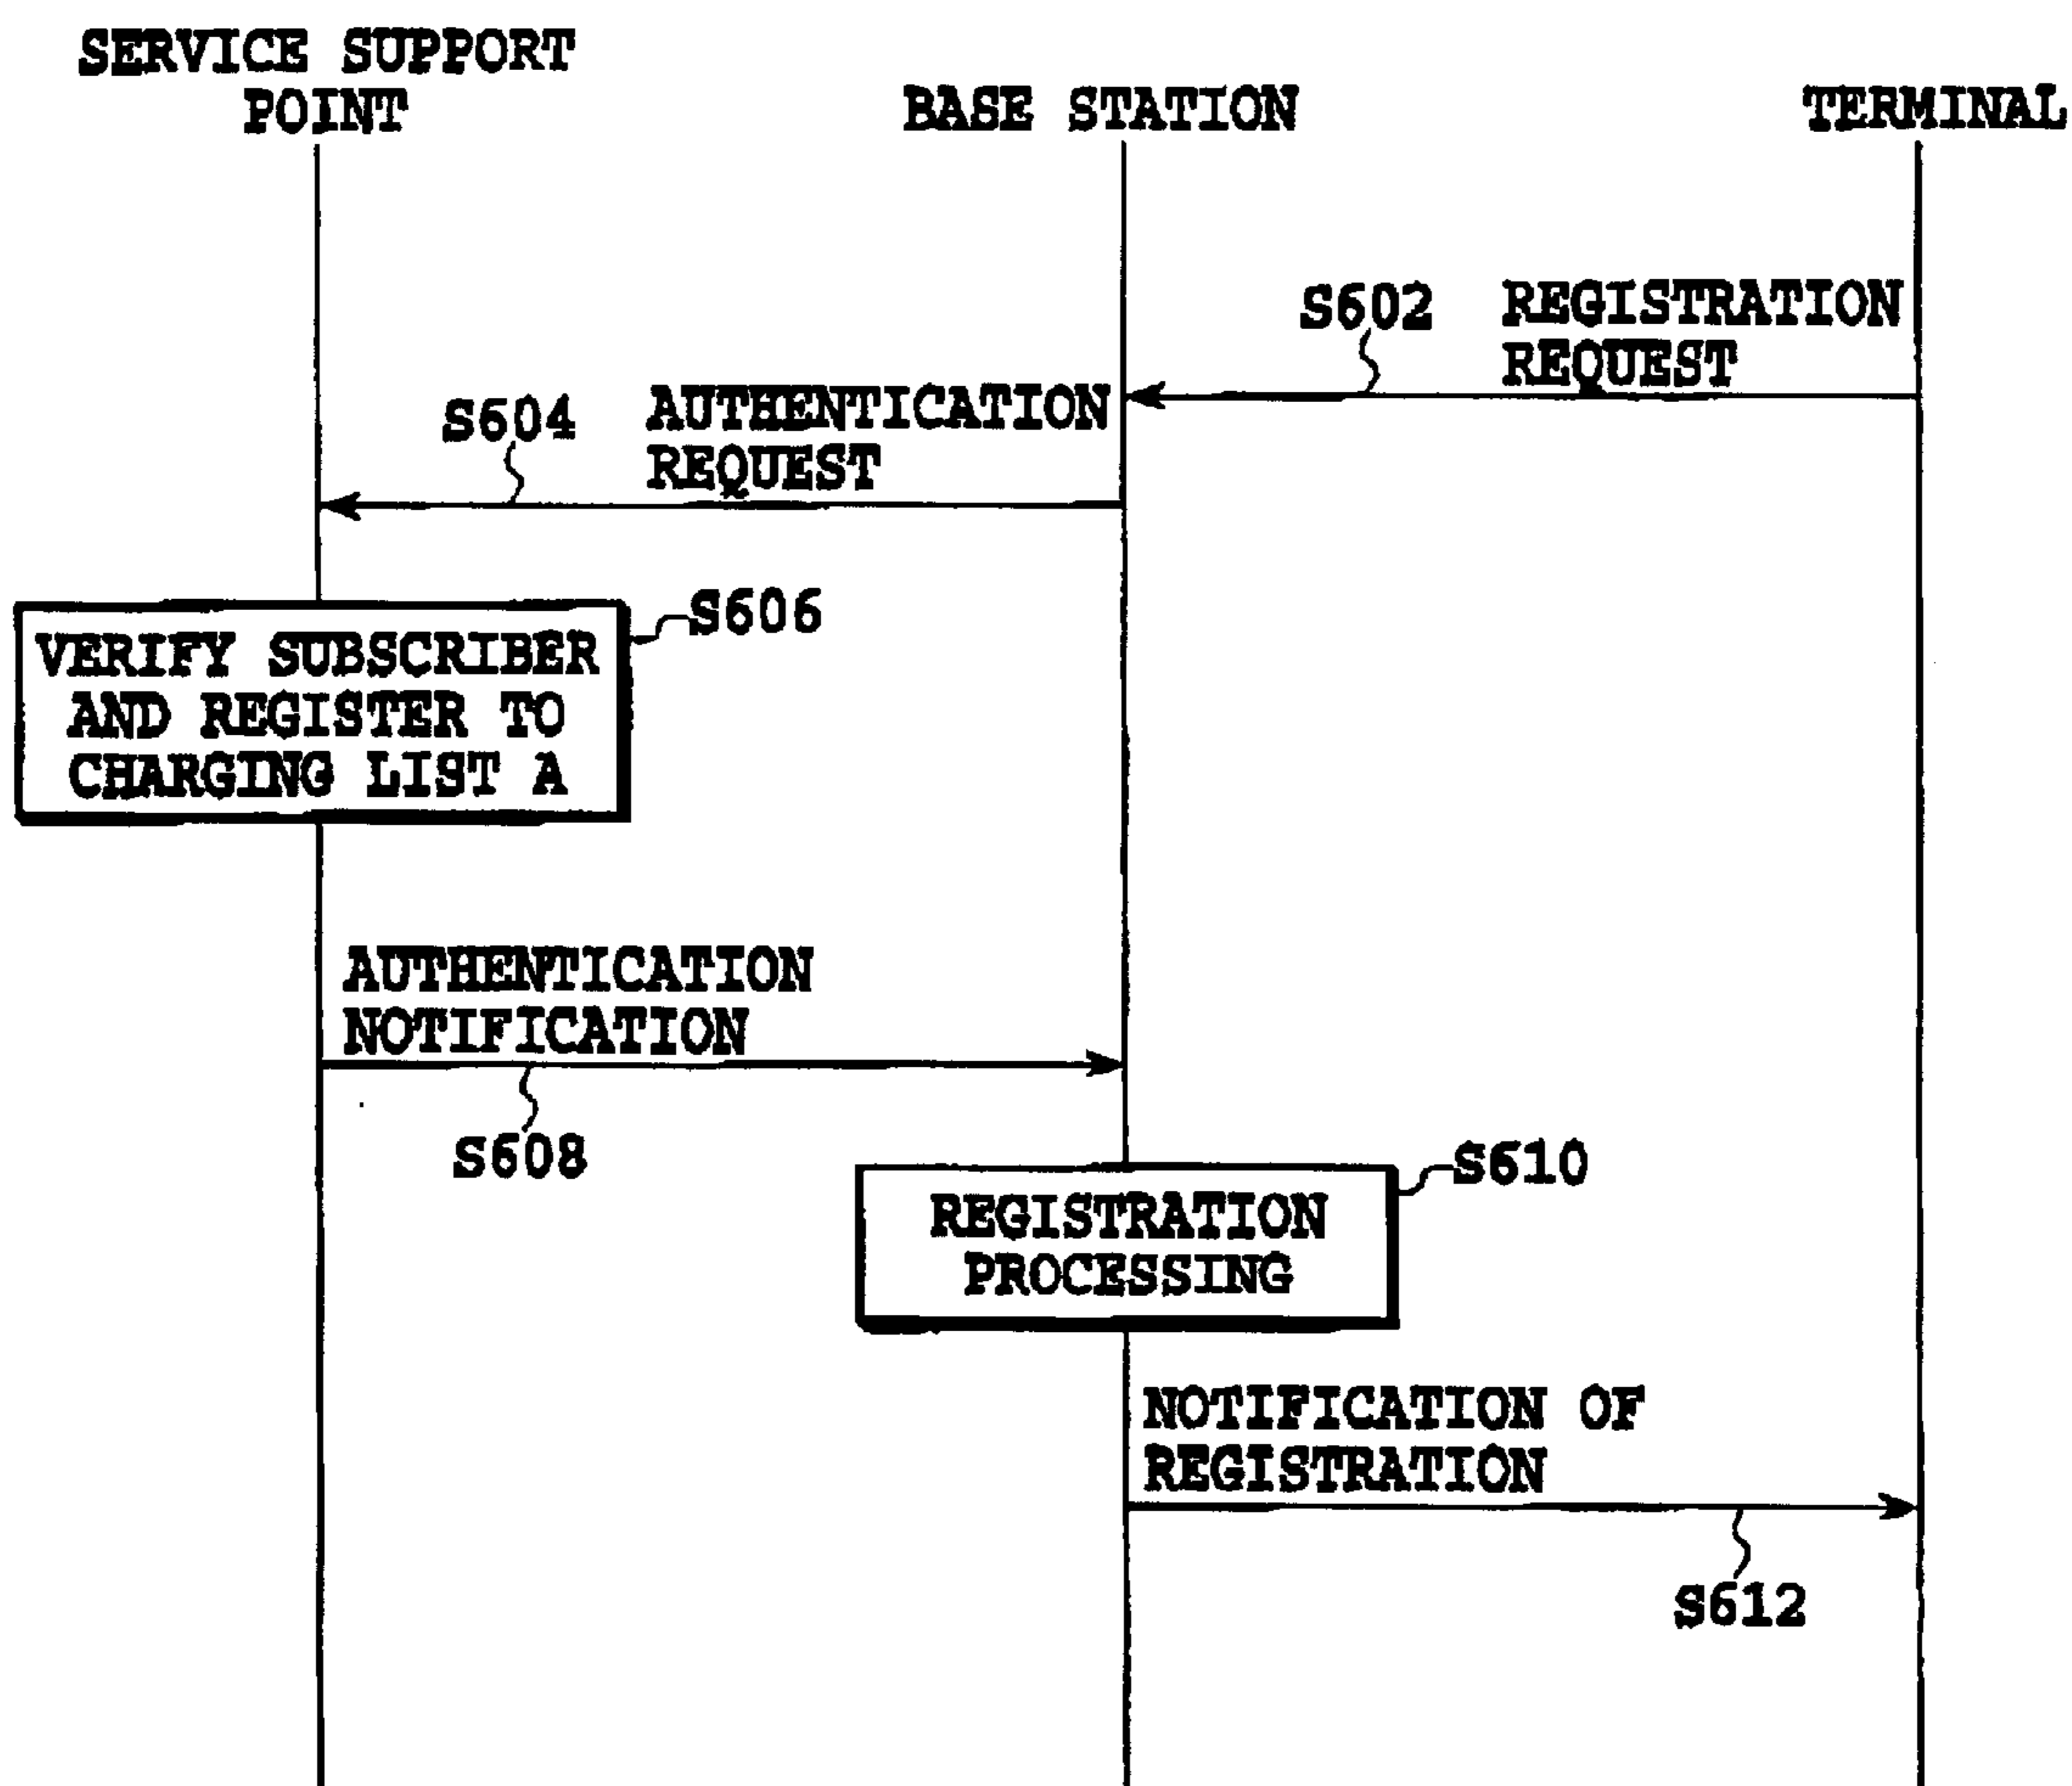 SERVICE SUPPORT
POINT
BASE STATION
TERMINAL
S602
REGISTRATION
REQUEST
S604
AUTHENTICATION
REQUEST
S606
VERIFY SUBSCRIBER
AND REGISTER TO
CHARGING LIST A
AUTHENTICATION
NOTIFICATION
S608
S610
REGISTRATION
PROCESSING
NOTIFICATION OF
REGISTRATION
S612